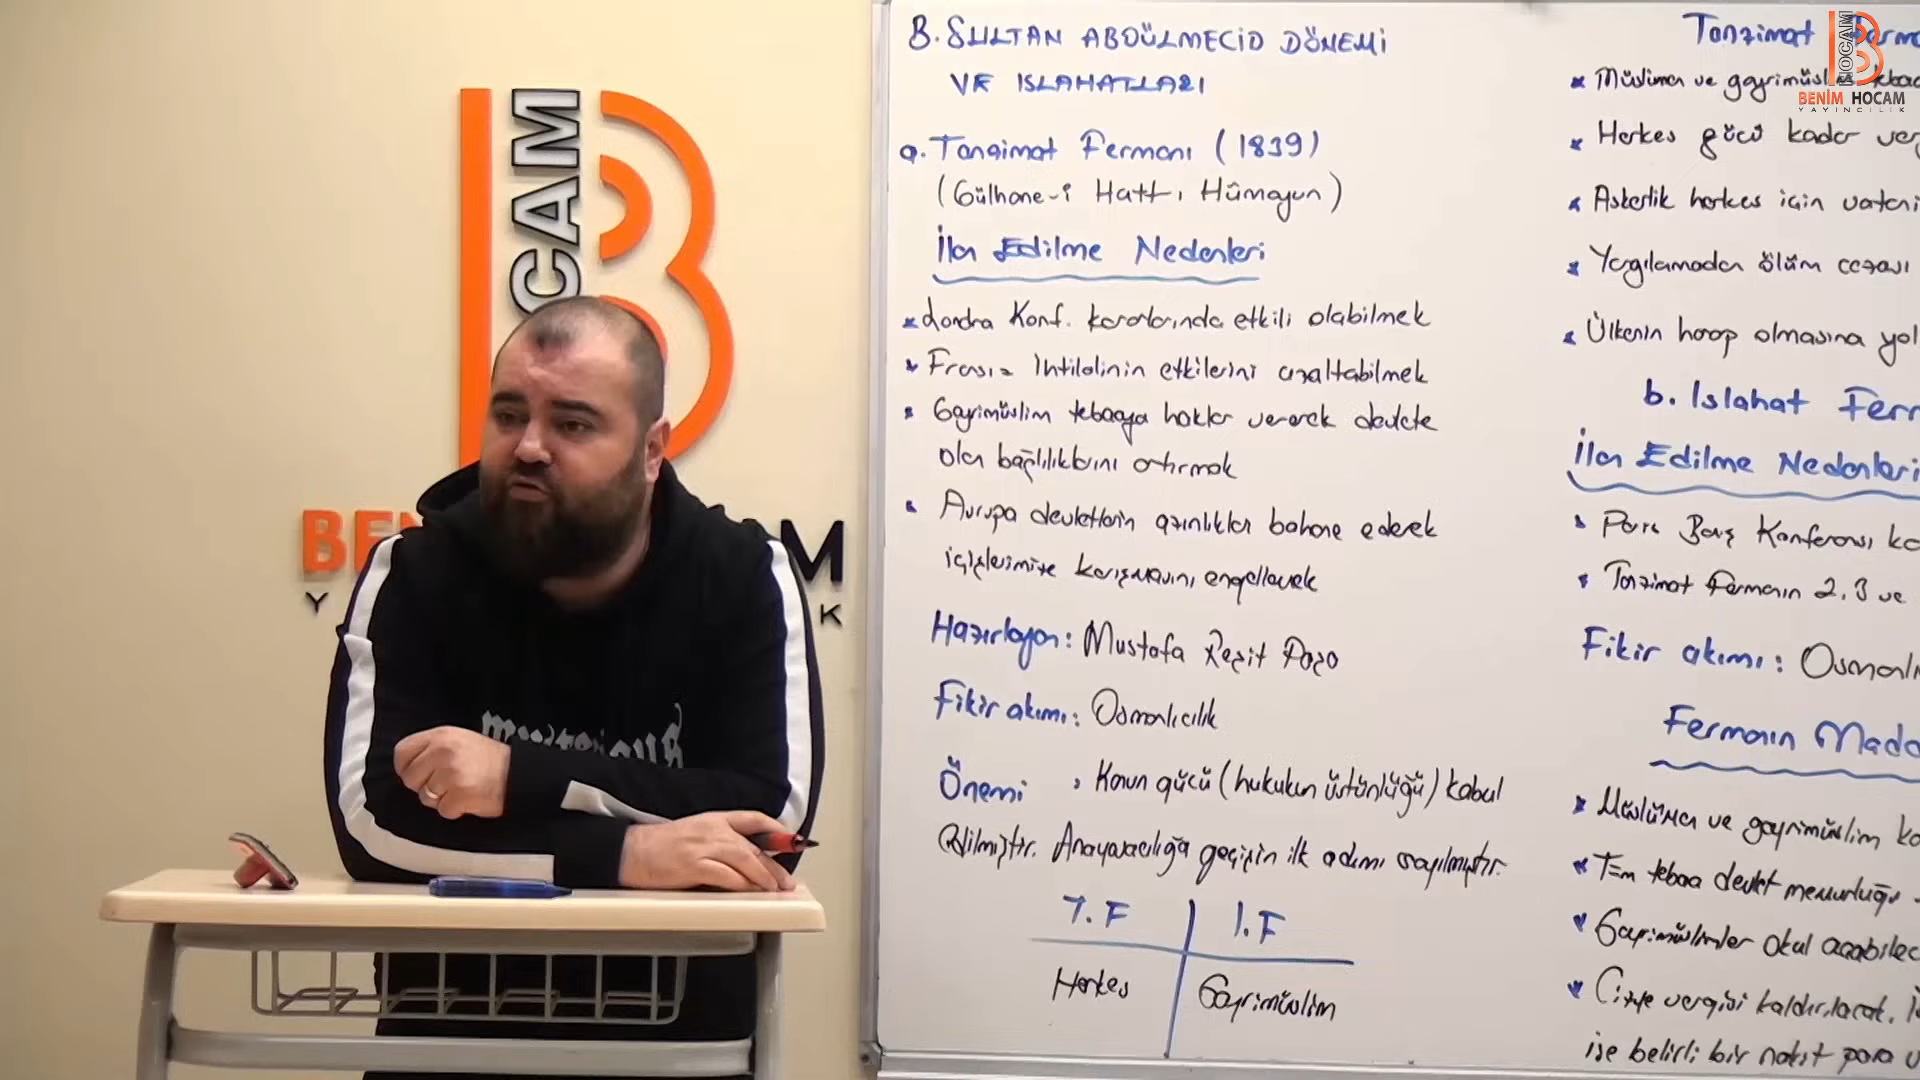 HOCAM
BENİM HOCAM
YAYINCILIK
CAM
B. SULTAN ABDÜLMECİD DÖNEMİ
VE ISLAHATLARI
a. Tanzimat Fermanı (1839)
(Gülhane-i Hatt-ı Hümayun)
İlan Edilme Nedenleri
* Londra Konf. kararlarında etkili olabilmek
* Fransız İhtilalinin etkilerini azaltabilmek
* Gayrimüslim tebaaya haklar vererek devlete
olan bağlılıklarını artırmak
* Avrupa devletlerin azınlıkları bahane ederek
içişlerimize karışmasını engellemek
Hazırlayan: Mustafa Reşit Paşa
Fikir akımı: Osmanlıcılık
Önemi, Kanun gücü (hukukun üstünlüğü) kabul
edilmiştir. Anayasacılığa geçişin ilk adımı sayılmıştır.
T.F I.F
Herkes Gayrimüslim
Tanzimat
* Müslüman ve gayrimüslim
* Herkes gücü kadar
* Askerlik herkes için
* Yargılamadan ölüm cezası
* Ülkenin harap olmasına
b. Islahat
İlan Edilme Nedenleri
* Paris Barış Konferansı
* Tanzimat Fermanın 2, 3 ve
Fikir akımı:
Fermanın
* Müslüman ve gayrimüslim
* Tüm tebaa devlet memurluğu
* Gayrimüslimler okul
* Cizye vergisi kaldırılacak.
ise belirli bir nakit para